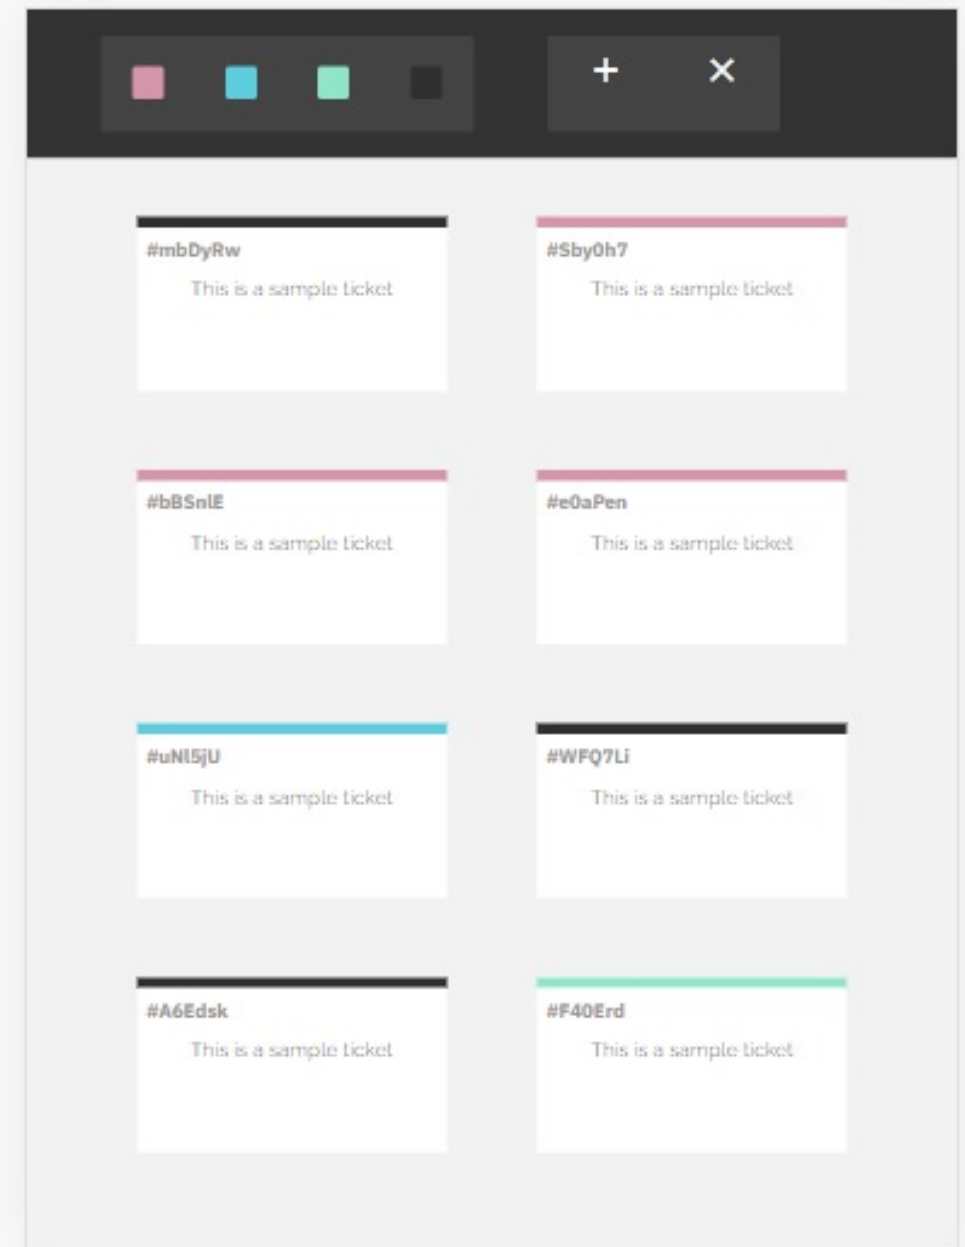 + ×
#mbDyRw
This is a sample ticket
#Sby0h7
This is a sample ticket
#bBSnlE
This is a sample ticket
#e0aPen
This is a sample ticket
#uNl5jU
This is a sample ticket
#WFQ7Li
This is a sample ticket
#A6Edsk
This is a sample ticket
#F40Erd
This is a sample ticket